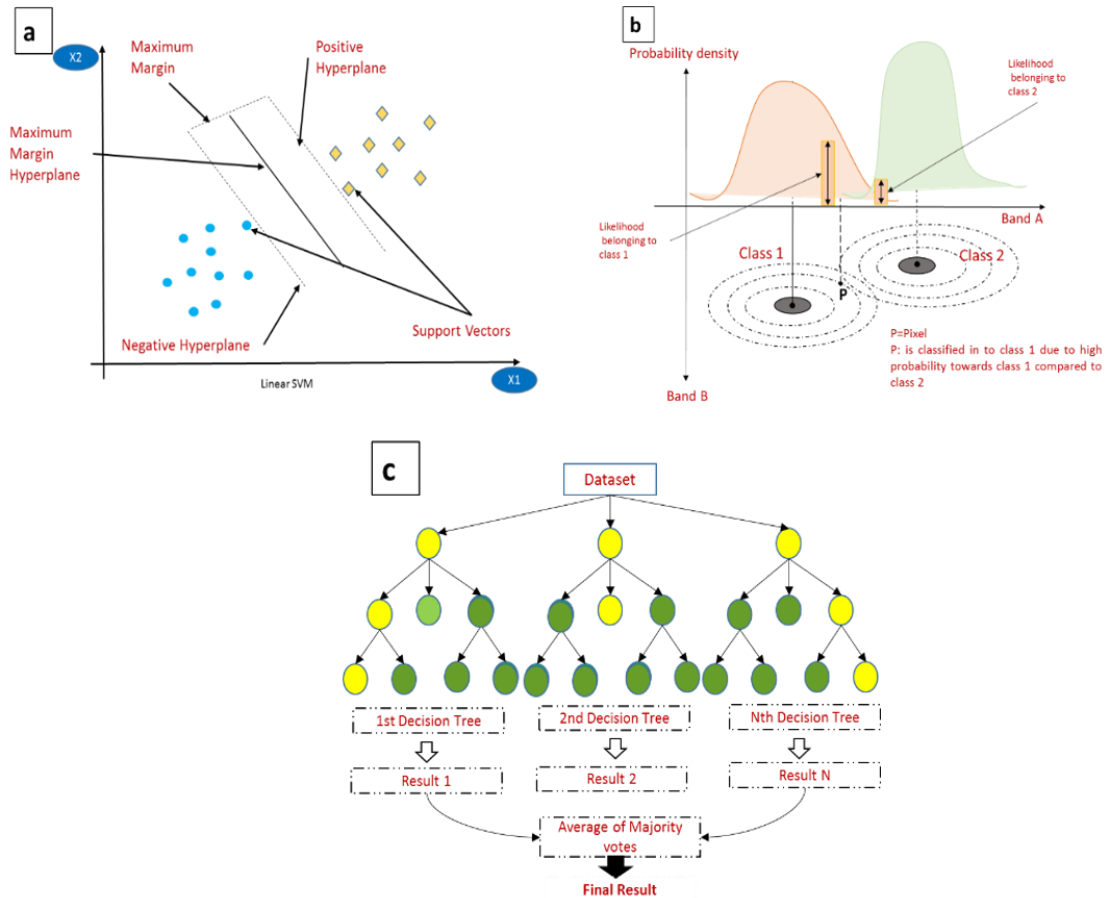 a
X2
Maximum
Margin
Positive
Hyperplane
Maximum
Margin
Hyperplane
Support Vectors
Negative Hyperplane
Linear SVM
X1
b
Probability density
Likelihood
belonging to
class 2
Band A
Likelihood
belonging to
class 1
Class 1
Class 2
P
P=Pixel
P: is classified in to class 1 due to high
probability towards class 1 compared to
class 2
Band B
c
Dataset
1st Decision Tree
2nd Decision Tree
Nth Decision Tree
Result 1
Result 2
Result N
Average of Majority
votes
Final Result